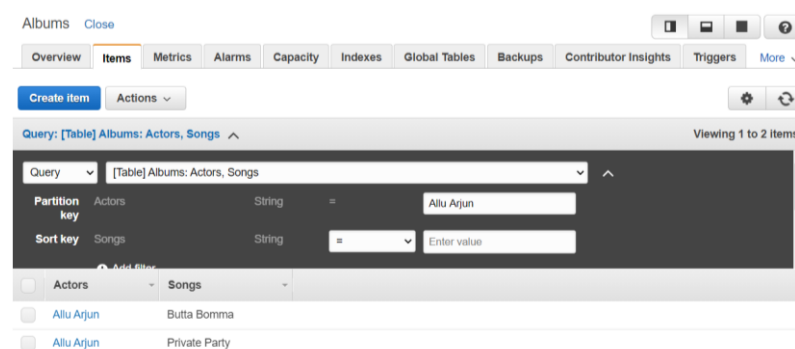 Albums Close
Overview Items Metrics Alarms Capacity Indexes Global Tables Backups Contributor Insights Triggers More
Create item Actions
Query: [Table] Albums: Actors, Songs Viewing 1 to 2 items
Query [Table] Albums: Actors, Songs
Partition key Actors String = Allu Arjun
Sort key Songs String = Enter value
Add filter
Actors Songs
Allu Arjun Butta Bomma
Allu Arjun Private Party